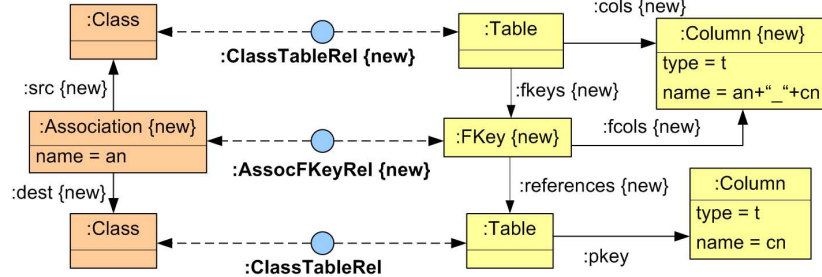 :cols {new}
:Class
:Table
:Column {new}
:ClassTableRel {new}
type = t
:src {new}
:fkeys {new}
name = an+“_“+cn
:Association {new}
:FKey {new}
:fcols {new}
name = an
:AssocFKeyRel {new}
:dest {new}
:references {new}
:Column
:Class
:Table
type = t
name = cn
:ClassTableRel
:pkey